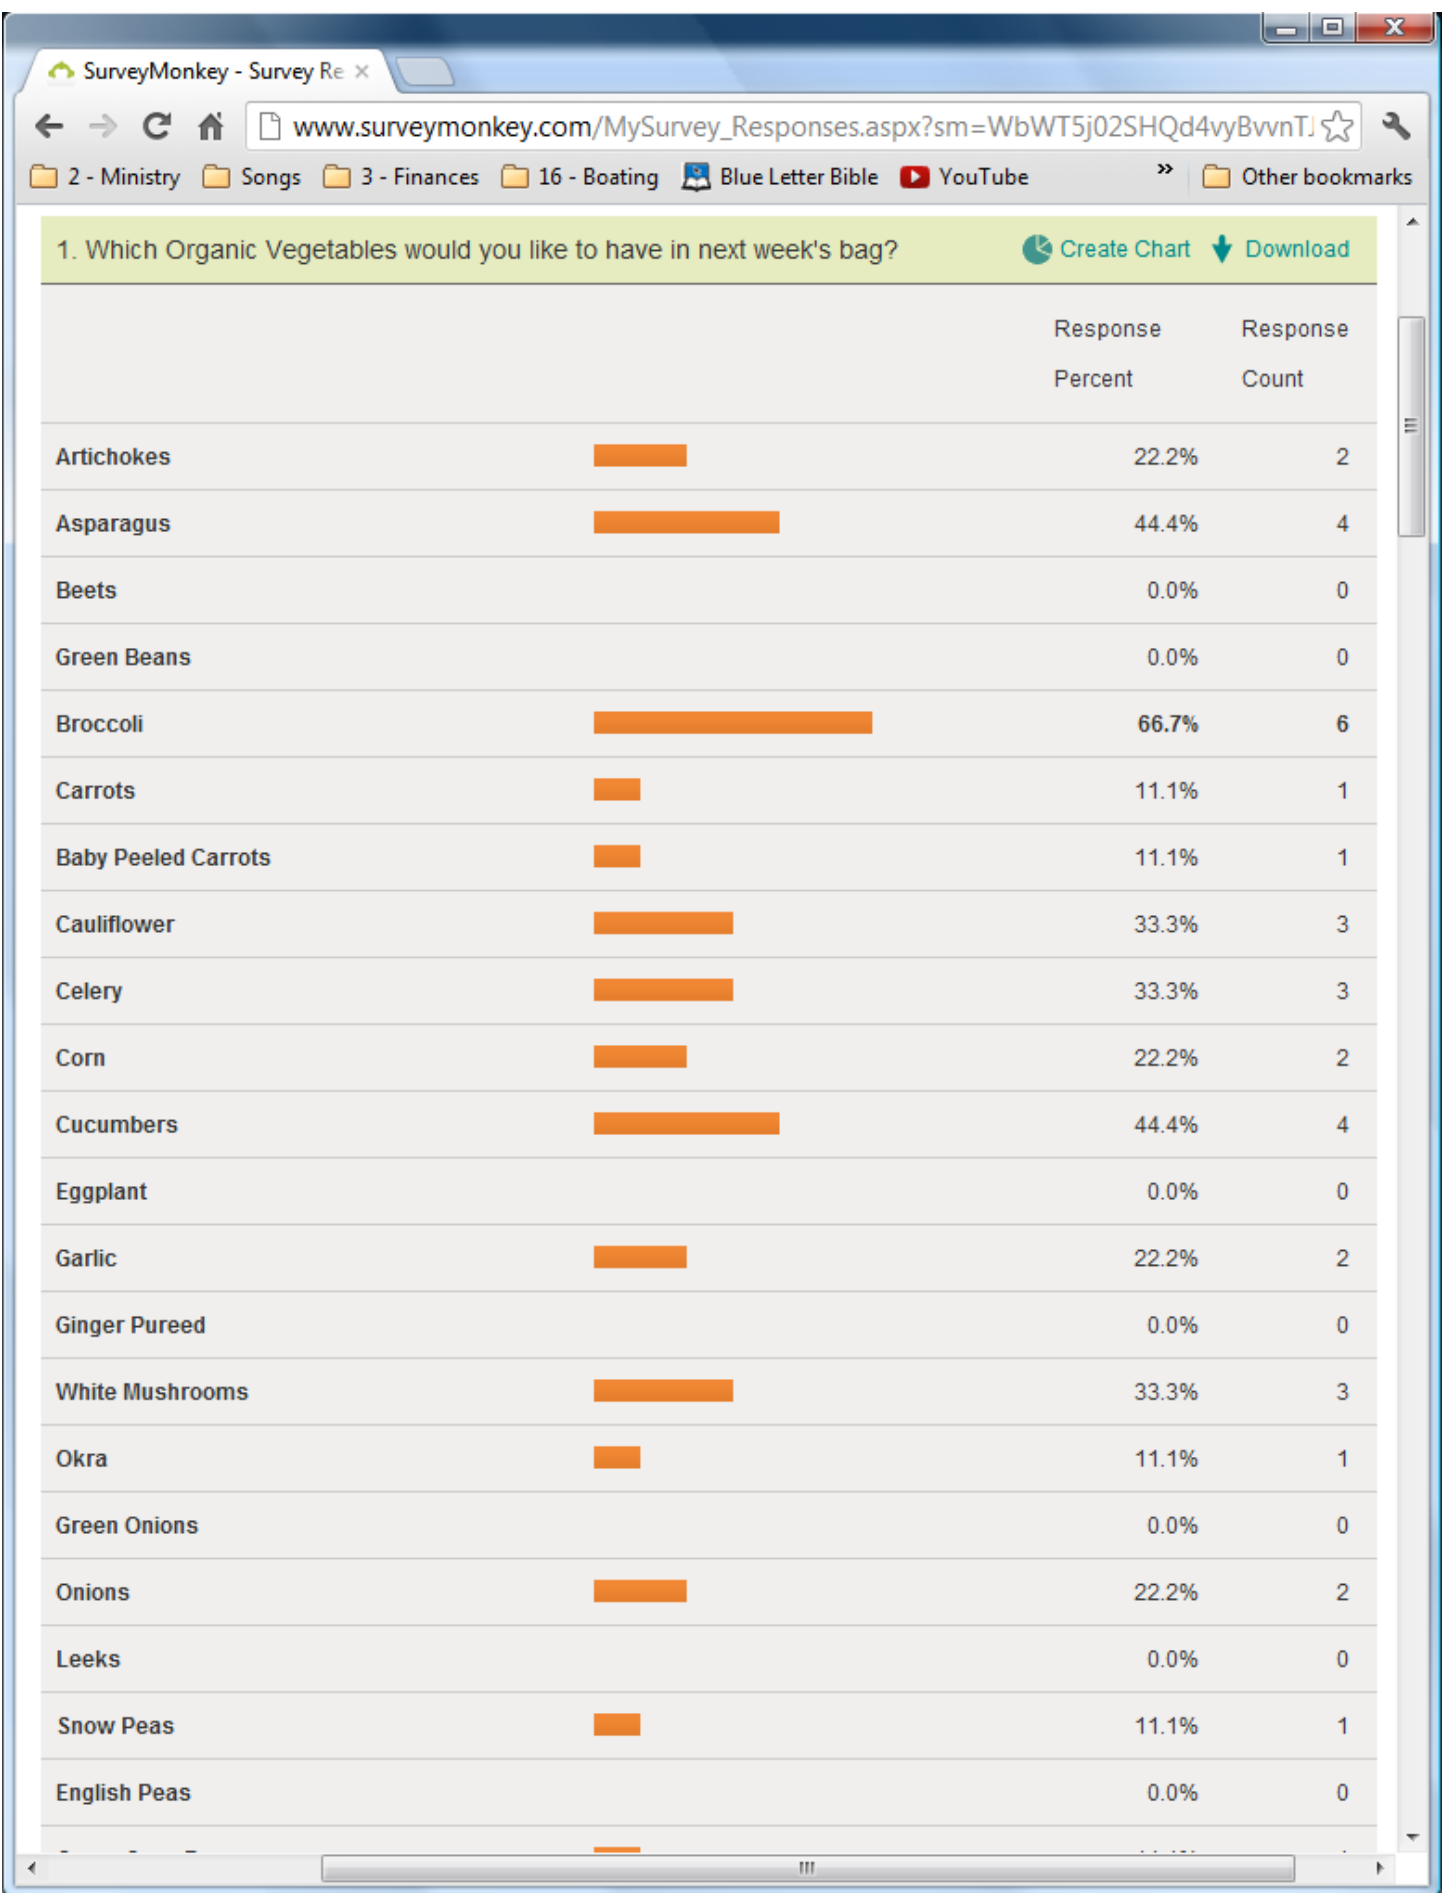 SurveyMonkey - Survey Re
www.surveymonkey.com/MySurvey_Responses.aspx?sm=WbWT5j02SHQd4vyBvvnTJ
2 - Ministry Songs 3 - Finances 16 - Boating Blue Letter Bible YouTube » Other bookmarks
1. Which Organic Vegetables would you like to have in next week's bag? Create Chart Download
Response Response
Percent Count
Artichokes 22.2% 2
Asparagus 44.4% 4
Beets 0.0% 0
Green Beans 0.0% 0
Broccoli 66.7% 6
Carrots 11.1% 1
Baby Peeled Carrots 11.1% 1
Cauliflower 33.3% 3
Celery 33.3% 3
Corn 22.2% 2
Cucumbers 44.4% 4
Eggplant 0.0% 0
Garlic 22.2% 2
Ginger Pureed 0.0% 0
White Mushrooms 33.3% 3
Okra 11.1% 1
Green Onions 0.0% 0
Onions 22.2% 2
Leeks 0.0% 0
Snow Peas 11.1% 1
English Peas 0.0% 0